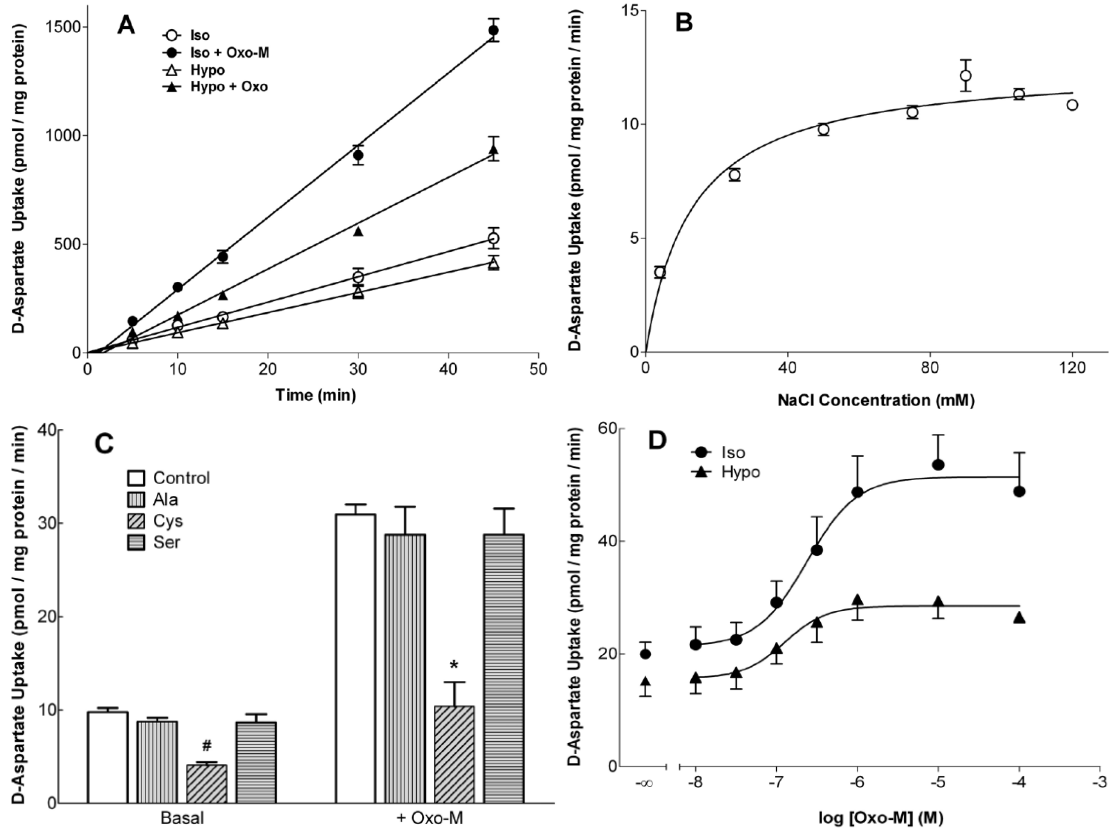 A
Iso
Iso + Oxo-M
Hypo
Hypo + Oxo
D-Aspartate Uptake (pmol / mg protein)
1500
1000
500
0
0 10 20 30 40 50
Time (min)
B
D-Aspartate Uptake (pmol / mg protein / min)
15
10
5
0
0 40 80 120
NaCl Concentration (mM)
C
Control
Ala
Cys
Ser
D-Aspartate Uptake (pmol / mg protein / min)
40
30
20
10
0
#
*
Basal + Oxo-M
D
Iso
Hypo
D-Aspartate Uptake (pmol / mg protein / min)
60
40
20
0
-∞ -8 -7 -6 -5 -4 -3
log [Oxo-M] (M)